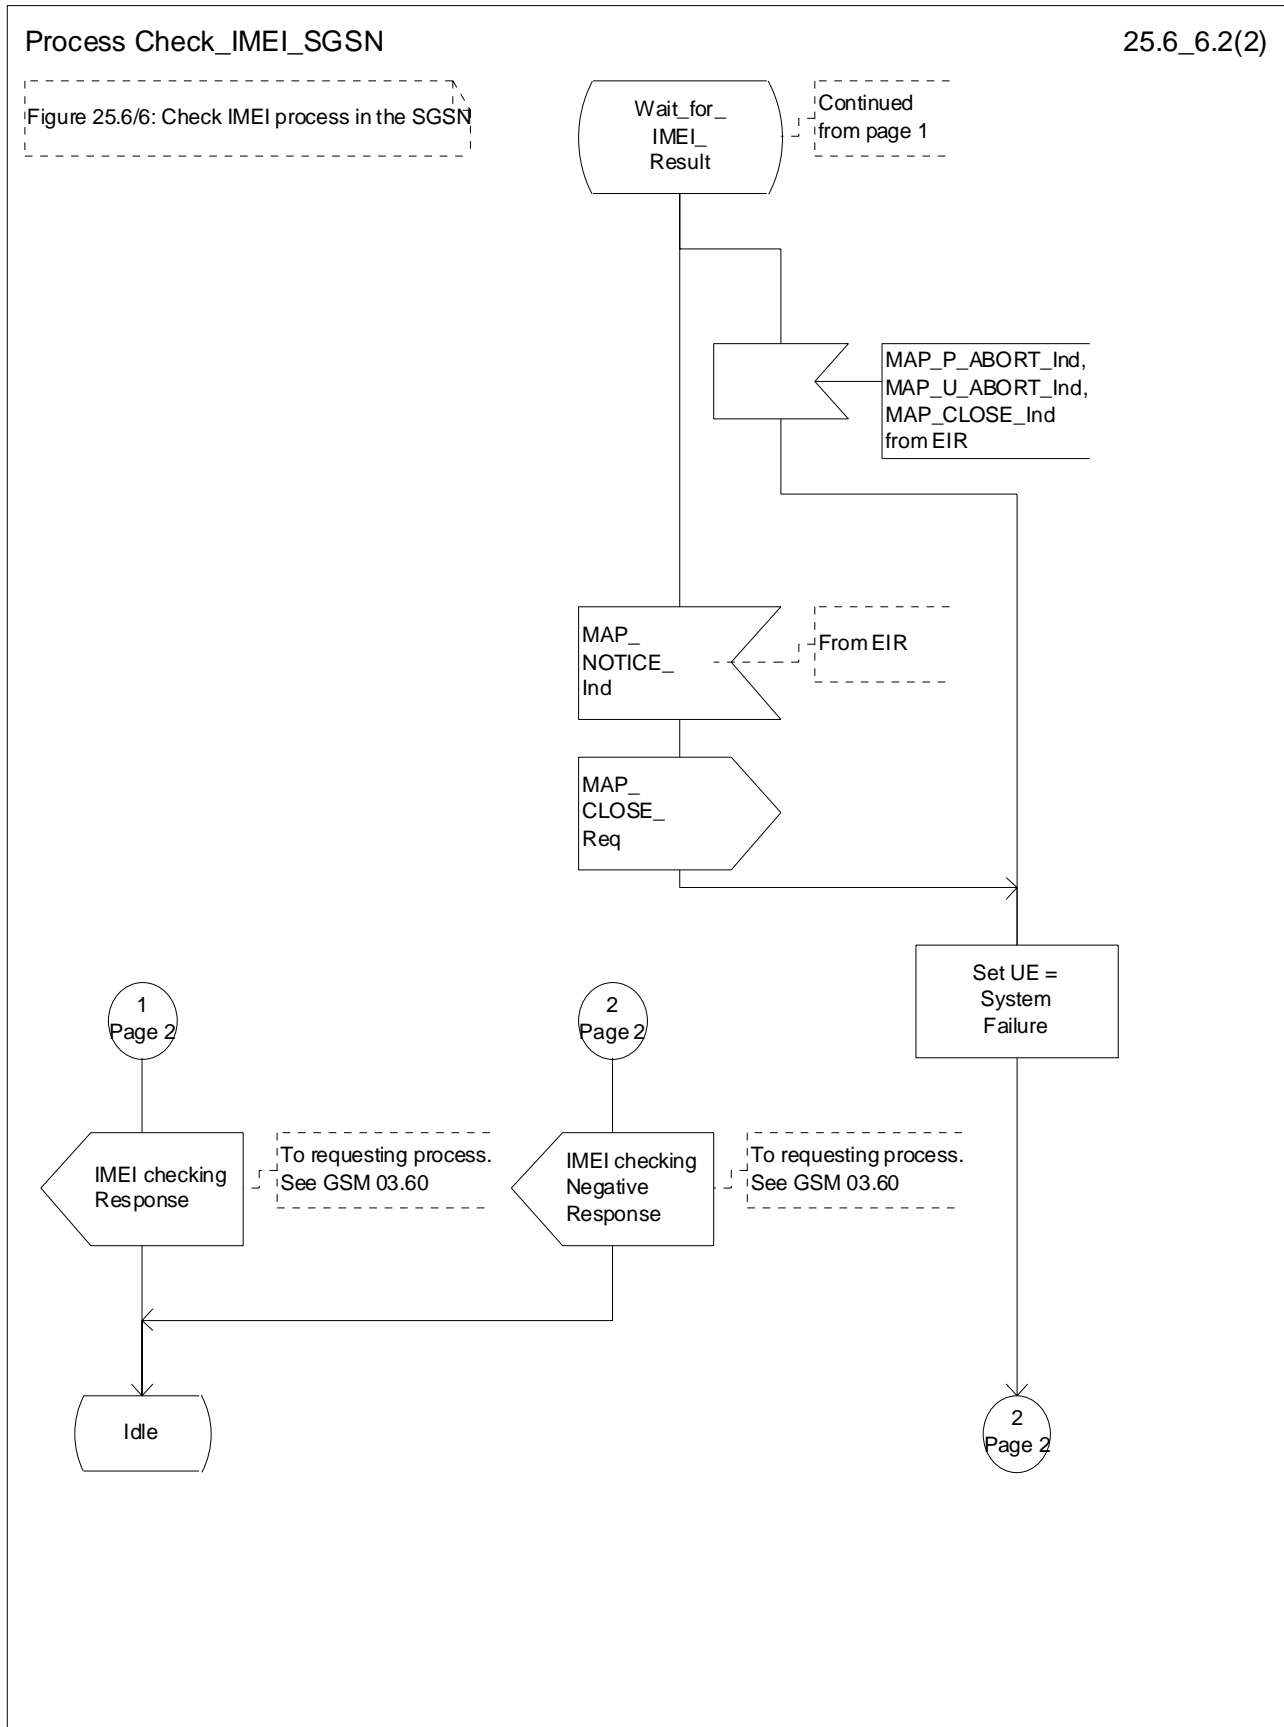 Process Check_IMEI_SGSN
25.6_6.2(2)
Figure 25.6/6: Check IMEI process in the SGSN
Wait_for_
IMEI_
Result
Continued
from page 1
MAP_P_ABORT_Ind,
MAP_U_ABORT_Ind,
MAP_CLOSE_Ind
from EIR
MAP_
NOTICE_
Ind
From EIR
MAP_
CLOSE_
Req
Set UE =
System
Failure
1
Page 2
2
Page 2
IMEI checking
Response
To requesting process.
See GSM 03.60
IMEI checking
Negative
Response
To requesting process.
See GSM 03.60
Idle
2
Page 2